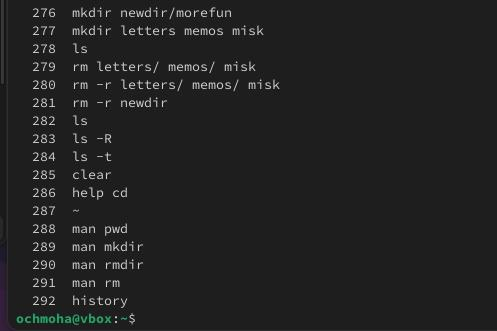 276 mkdir newdir/morefun
277 mkdir letters memos misk
278 ls
279 rm letters/ memos/ misk
280 rm -r letters/ memos/ misk
281 rm -r newdir
282 ls
283 ls -R
284 ls -t
285 clear
286 help cd
287 ~
288 man pwd
289 man mkdir
290 man rmdir
291 man rm
292 history
ochmoha@vbox:~$